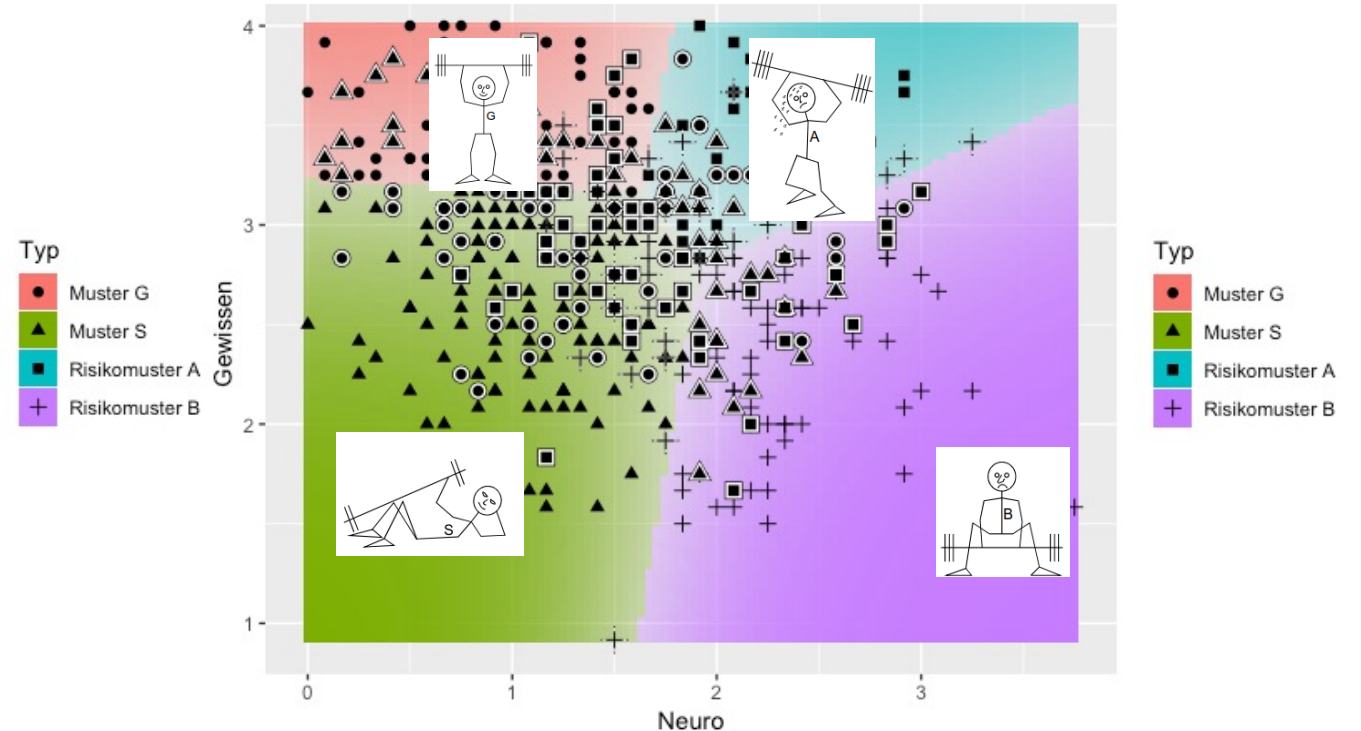 Typ
Muster G
Muster S
Risikomuster A
Risikomuster B
Gewissen
4
3
2
1
G
A
S
B
0
1
2
3
Neuro
Typ
Muster G
Muster S
Risikomuster A
Risikomuster B